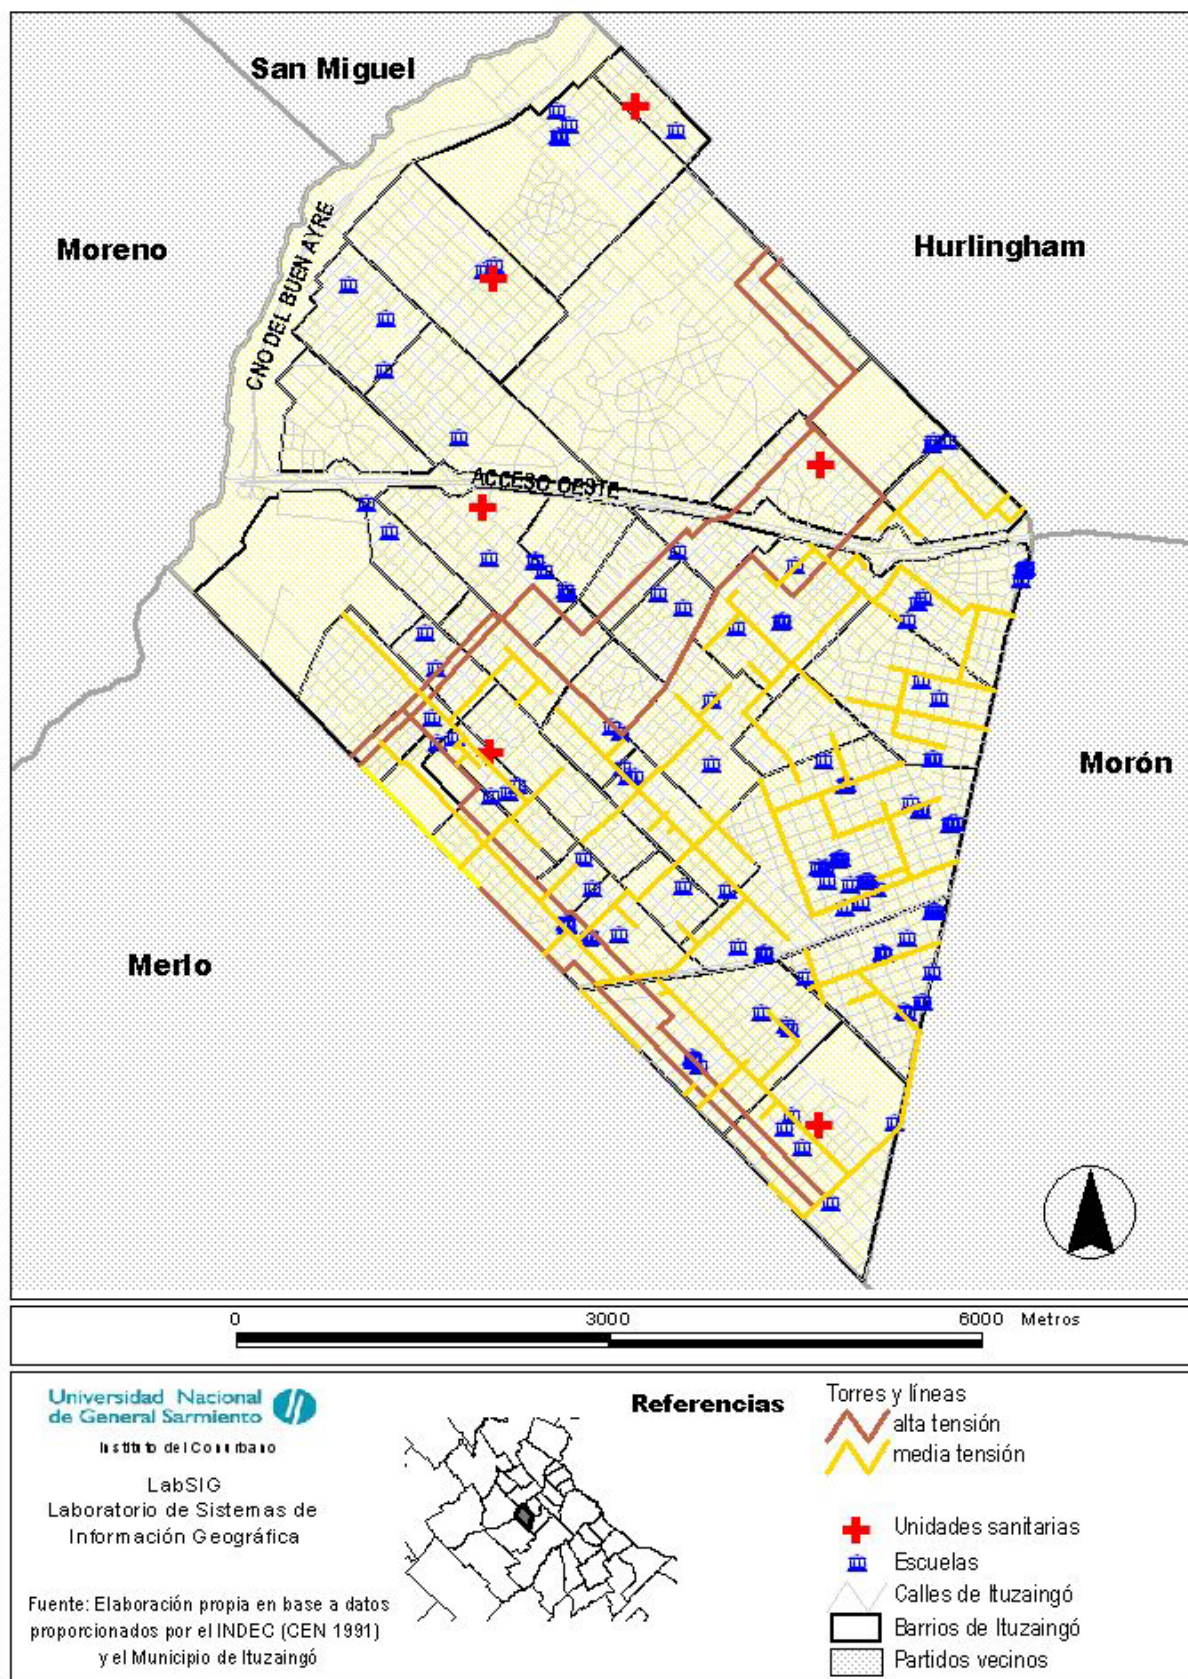 San Miguel
Moreno
Hurlingham
CNO DEL BUEN AYRE
ACCESO OESTE
Morón
Merlo
0 3000 6000 Metros
Universidad Nacional
de General Sarmiento
Instituto del Conurbano
LabSIG
Laboratorio de Sistemas de
Información Geográfica
Fuente: Elaboración propia en base a datos
proporcionados por el INDEC (CEN 1991)
y el Municipio de Ituzaingó
Referencias
Torres y líneas
alta tensión
media tensión
Unidades sanitarias
Escuelas
Calles de Ituzaingó
Barrios de Ituzaingó
Partidos vecinos